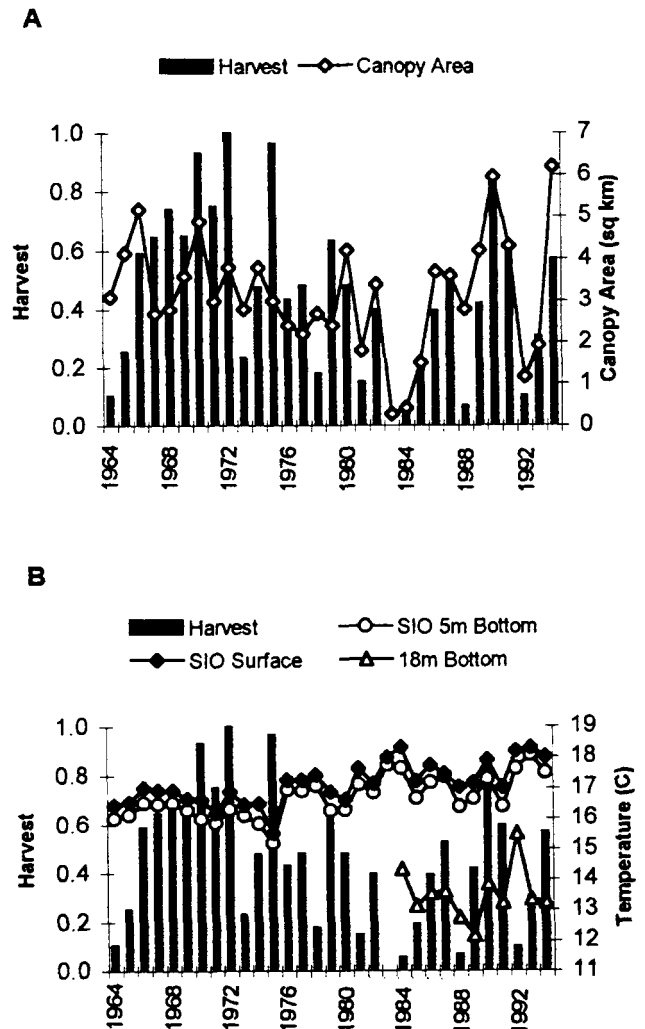 A
Harvest Canopy Area
1.0
0.8
0.6
0.4
0.2
0.0
Harvest
7
6
5
4
3
2
1
0
Canopy Area (sq km)
1964 1968 1972 1976 1980 1984 1988 1992
B
Harvest SIO 5m Bottom
SIO Surface 18m Bottom
1.0
0.8
0.6
0.4
0.2
0.0
Harvest
19
18
17
16
15
14
13
12
11
Temperature (C)
1964 1968 1972 1976 1980 1984 1988 1992